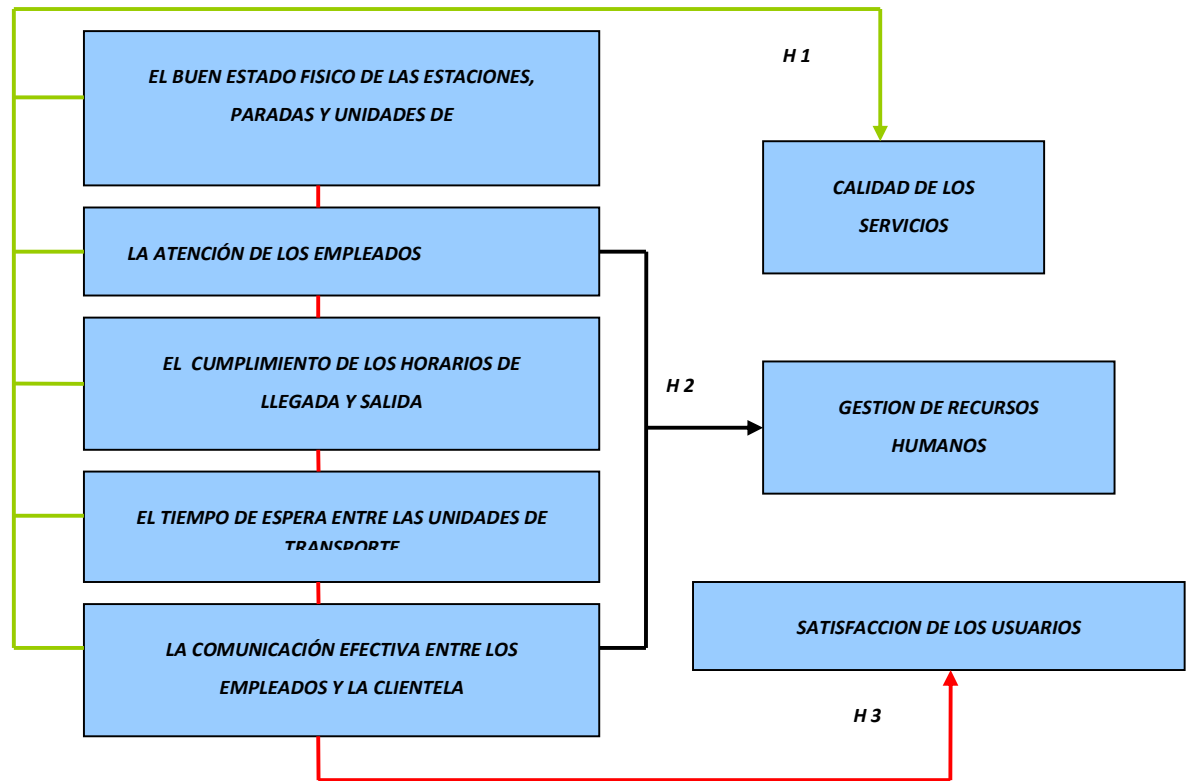 EL BUEN ESTADO FISICO DE LAS ESTACIONES,
PARADAS Y UNIDADES DE
H 1
CALIDAD DE LOS
SERVICIOS
LA ATENCIÓN DE LOS EMPLEADOS
EL CUMPLIMIENTO DE LOS HORARIOS DE
LLEGADA Y SALIDA
H 2
GESTION DE RECURSOS
HUMANOS
EL TIEMPO DE ESPERA ENTRE LAS UNIDADES DE
TRANSPORTE
LA COMUNICACIÓN EFECTIVA ENTRE LOS
EMPLEADOS Y LA CLIENTELA
SATISFACCION DE LOS USUARIOS
H 3